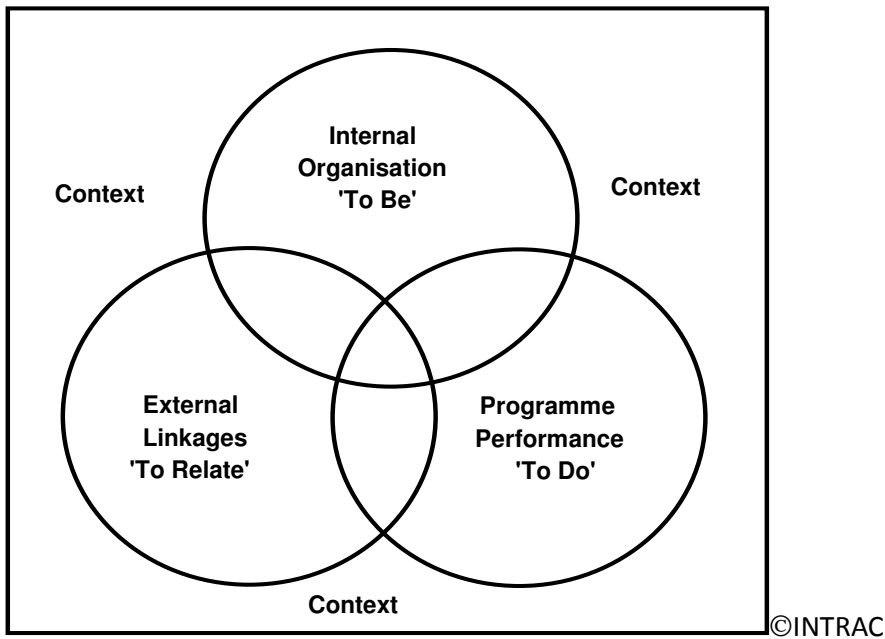 Internal
Organisation
'To Be'
Context
Context
External
Linkages
'To Relate'
Programme
Performance
'To Do'
Context
©INTRAC